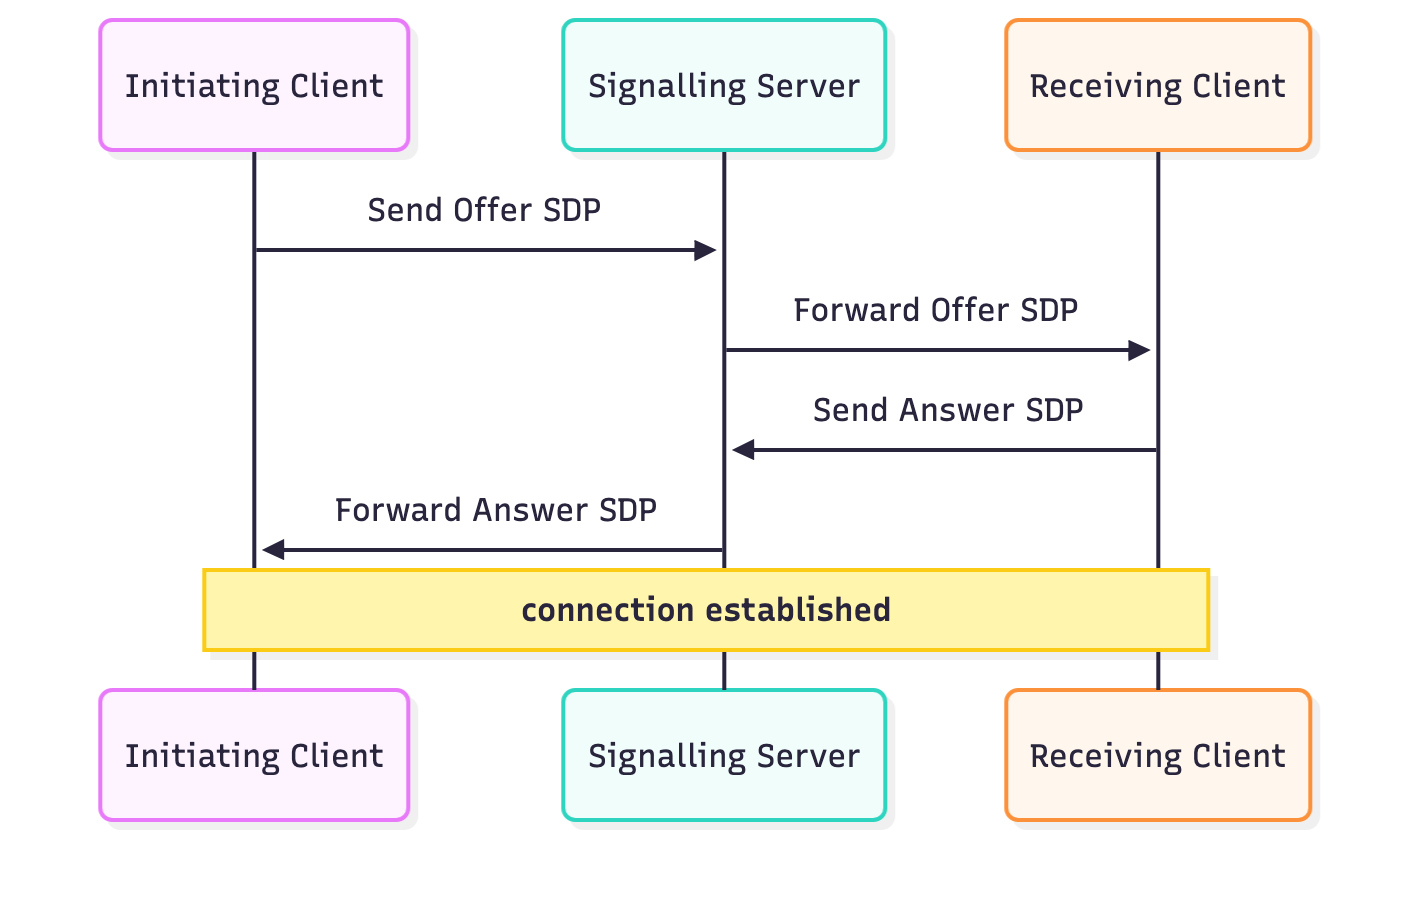 Initiating Client
Signalling Server
Receiving Client
Send Offer SDP
Forward Offer SDP
Send Answer SDP
Forward Answer SDP
connection established
Initiating Client
Signalling Server
Receiving Client